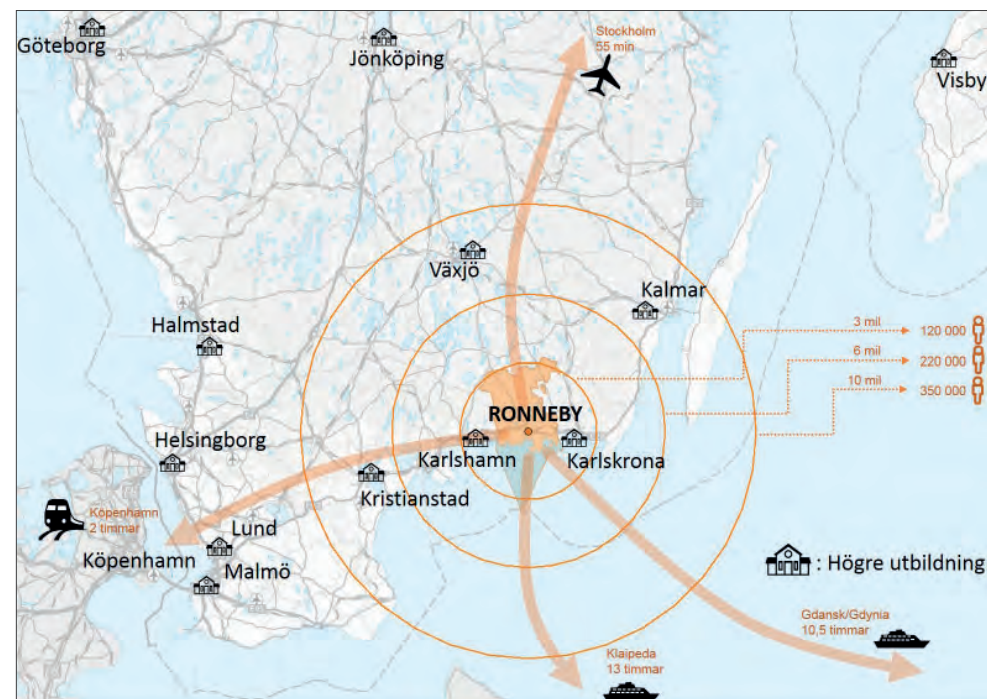 Göteborg
Jönköping
Stockholm
55 min
Visby
Växjö
Kalmar
Halmstad
3 mil
120 000
6 mil
220 000
10 mil
350 000
RONNEBY
Helsingborg
Karlshamn
Karlskrona
Kristianstad
Köpenhamn
2 timmar
Lund
Köpenhamn
Malmö
: Högre utbildning
Gdansk/Gdynia
10,5 timmar
Klaipeda
13 timmar